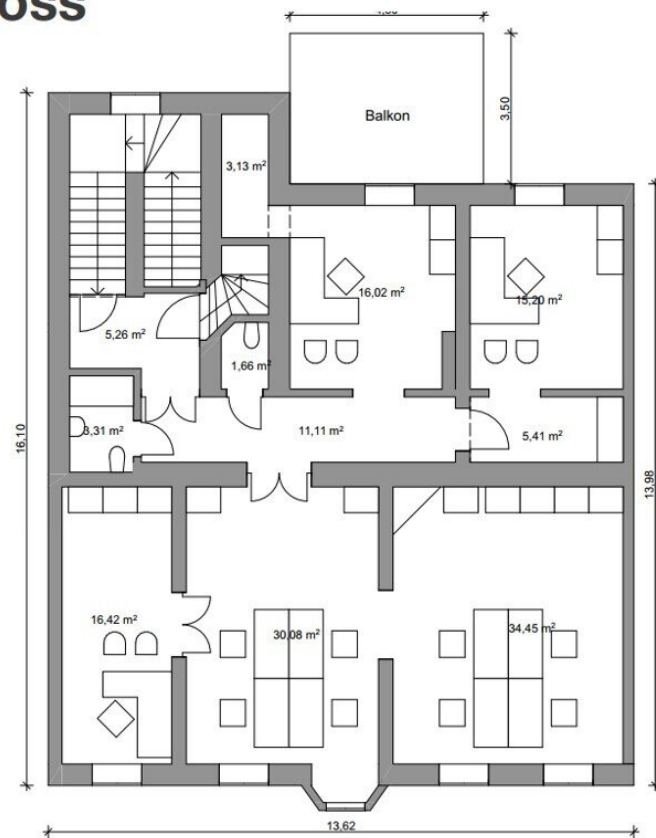 Balkon
3,50
3,13 m²
16,02 m²
15,20 m²
5,26 m²
1,66 m²
3,31 m²
11,11 m²
5,41 m²
16,10
13,98
16,42 m²
30,08 m²
34,45 m²
13,62